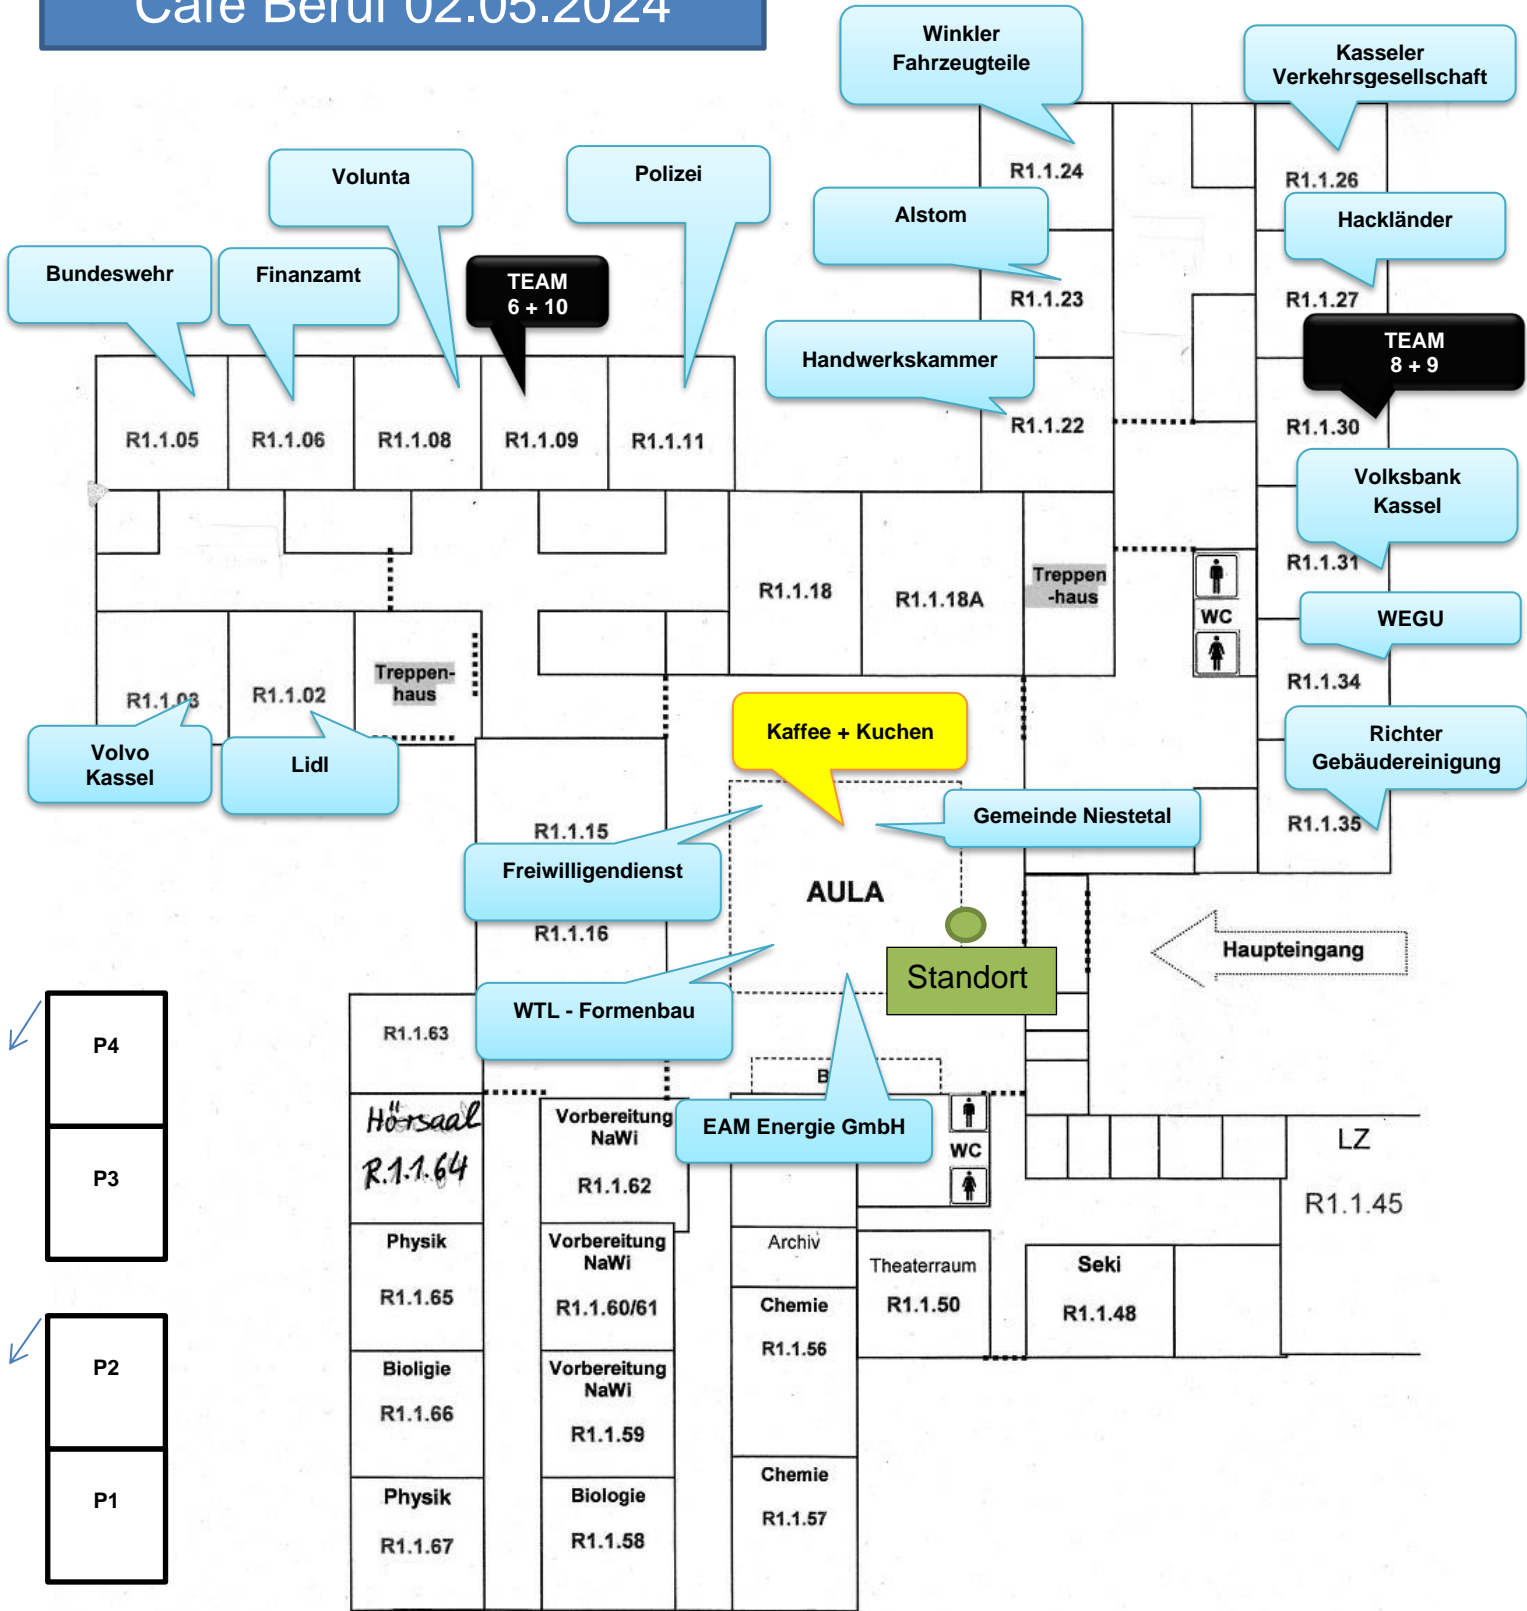 Café Beruf 02.05.2024
Winkler
Fahrzeugteile
Kasseler
Verkehrsgesellschaft
Volunta
Polizei
R1.1.24
R1.1.26
Alstom
Hackländer
Bundeswehr
Finanzamt
TEAM
6 + 10
R1.1.23
R1.1.27
Handwerkskammer
TEAM
8 + 9
R1.1.05
R1.1.06
R1.1.08
R1.1.09
R1.1.11
R1.1.22
R1.1.30
Volksbank
Kassel
R1.1.31
R1.1.18
R1.1.18A
Treppen
-haus
WC
WEGU
R1.1.03
R1.1.02
Treppen-
haus
R1.1.34
Volvo
Kassel
Lidl
Kaffee + Kuchen
Richter
Gebäudereinigung
R1.1.15
Gemeinde Niestetal
R1.1.35
Freiwilligendienst
AULA
R1.1.16
Haupteingang
Standort
WTL - Formenbau
P4
R1.1.63
B
Hörsaal
R.1.1.64
Vorbereitung
NaWi
R1.1.62
EAM Energie GmbH
WC
LZ
R1.1.45
P3
Physik
R1.1.65
Vorbereitung
NaWi
R1.1.60/61
Archiv
Theaterraum
R1.1.50
Seki
R1.1.48
Chemie
R1.1.56
P2
Bioligie
R1.1.66
Vorbereitung
NaWi
R1.1.59
P1
Physik
R1.1.67
Biologie
R1.1.58
Chemie
R1.1.57